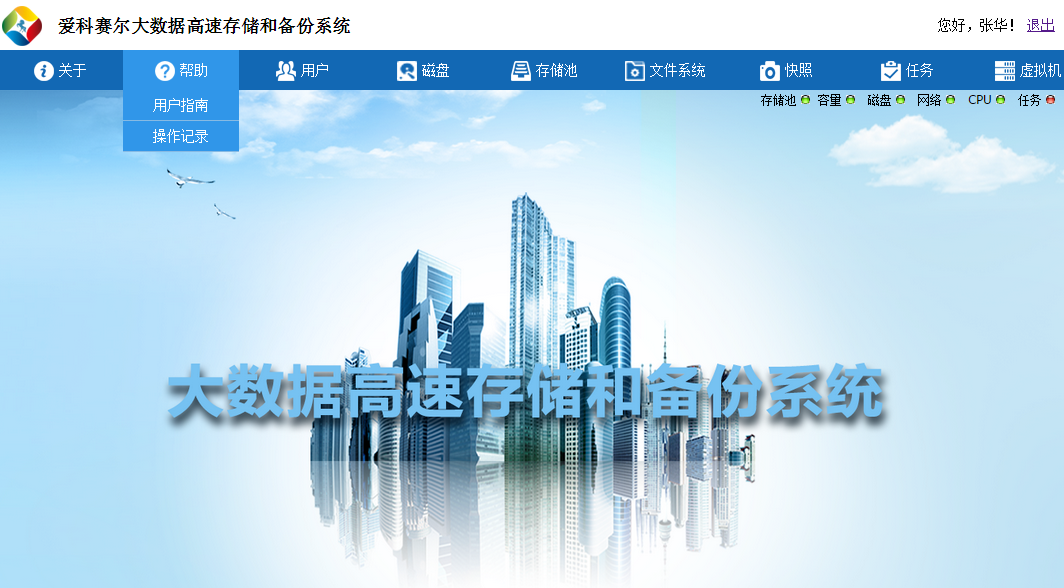 爱科赛尔大数据高速存储和备份系统
您好，张华！ 退出
关于 帮助 用户 磁盘 存储池 文件系统 快照 任务 虚拟机
存储池 容量 磁盘 网络 CPU 任务
用户指南
操作记录
大数据高速存储和备份系统